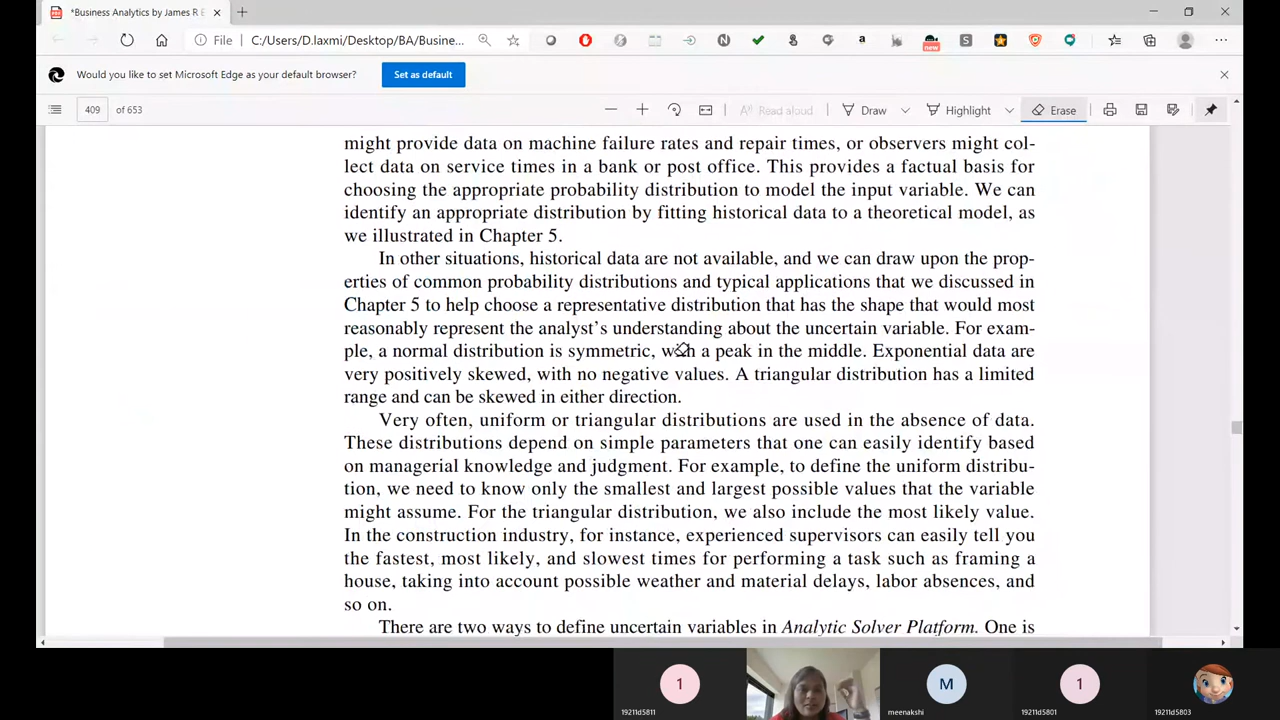 *Business Analytics by James R E
File
C:/Users/D.laxmi/Desktop/BA/Busine...
new
Would you like to set Microsoft Edge as your default browser?
Set as default
409 of 653
Read aloud
Draw
Highlight
Erase
might provide data on machine failure rates and repair times, or observers might col-
lect data on service times in a bank or post office. This provides a factual basis for
choosing the appropriate probability distribution to model the input variable. We can
identify an appropriate distribution by fitting historical data to a theoretical model, as
we illustrated in Chapter 5.
In other situations, historical data are not available, and we can draw upon the prop-
erties of common probability distributions and typical applications that we discussed in
Chapter 5 to help choose a representative distribution that has the shape that would most
reasonably represent the analyst's understanding about the uncertain variable. For exam-
ple, a normal distribution is symmetric, with a peak in the middle. Exponential data are
very positively skewed, with no negative values. A triangular distribution has a limited
range and can be skewed in either direction.
Very often, uniform or triangular distributions are used in the absence of data.
These distributions depend on simple parameters that one can easily identify based
on managerial knowledge and judgment. For example, to define the uniform distribu-
tion, we need to know only the smallest and largest possible values that the variable
might assume. For the triangular distribution, we also include the most likely value.
In the construction industry, for instance, experienced supervisors can easily tell you
the fastest, most likely, and slowest times for performing a task such as framing a
house, taking into account possible weather and material delays, labor absences, and
so on.
There are two ways to define uncertain variables in Analytic Solver Platform. One is
1
M
1
19211d5811
meenakshi
19211d5801
19211d5803